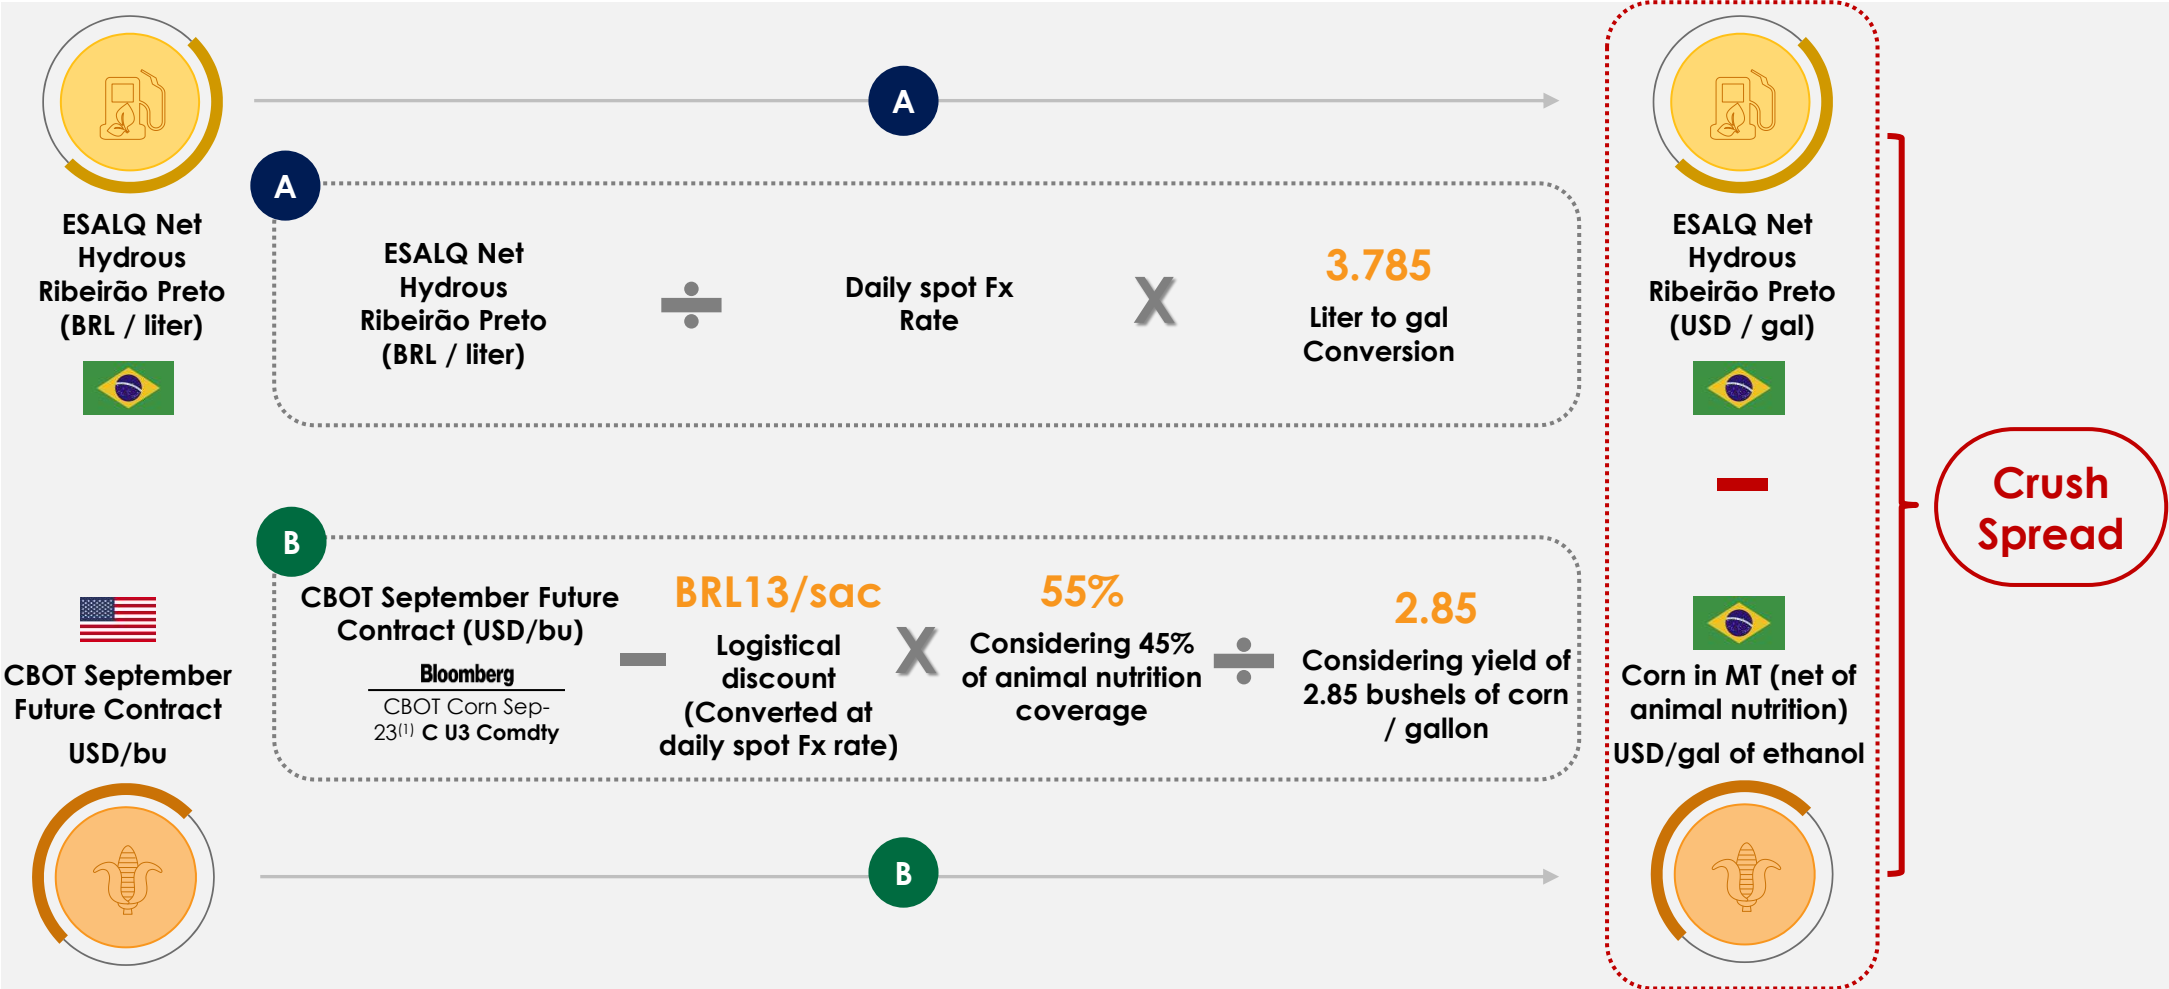 A
A
ESALQ Net
Hydrous
Ribeirão Preto
(BRL / liter)
ESALQ Net
Hydrous
Ribeirão Preto
(BRL / liter)
Daily spot Fx
Rate
X
3.785
Liter to gal
Conversion
ESALQ Net
Hydrous
Ribeirão Preto
(USD / gal)
Crush
Spread
B
CBOT September
Future Contract
USD/bu
CBOT September Future
Contract (USD/bu)
Bloomberg
CBOT Corn Sep-
23(1) C U3 Comdty
BRL13/sac
Logistical
discount
(Converted at
daily spot Fx rate)
X
55%
Considering 45%
of animal nutrition
coverage
2.85
Considering yield of
2.85 bushels of corn
/ gallon
Corn in MT (net of
animal nutrition)
USD/gal of ethanol
B